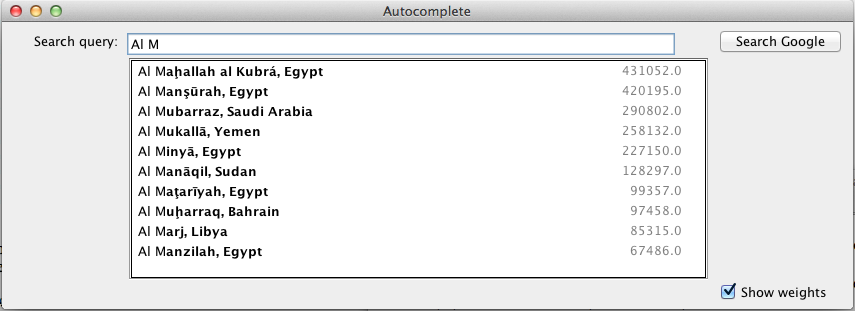 Autocomplete
Search query: Al M Search Google
Al Maḩallah al Kubrá, Egypt 431052.0
Al Manşūrah, Egypt 420195.0
Al Mubarraz, Saudi Arabia 290802.0
Al Mukallā, Yemen 258132.0
Al Minyā, Egypt 227150.0
Al Manāqil, Sudan 128297.0
Al Maţarīyah, Egypt 99357.0
Al Muḩarraq, Bahrain 97458.0
Al Marj, Libya 85315.0
Al Manzilah, Egypt 67486.0
Show weights